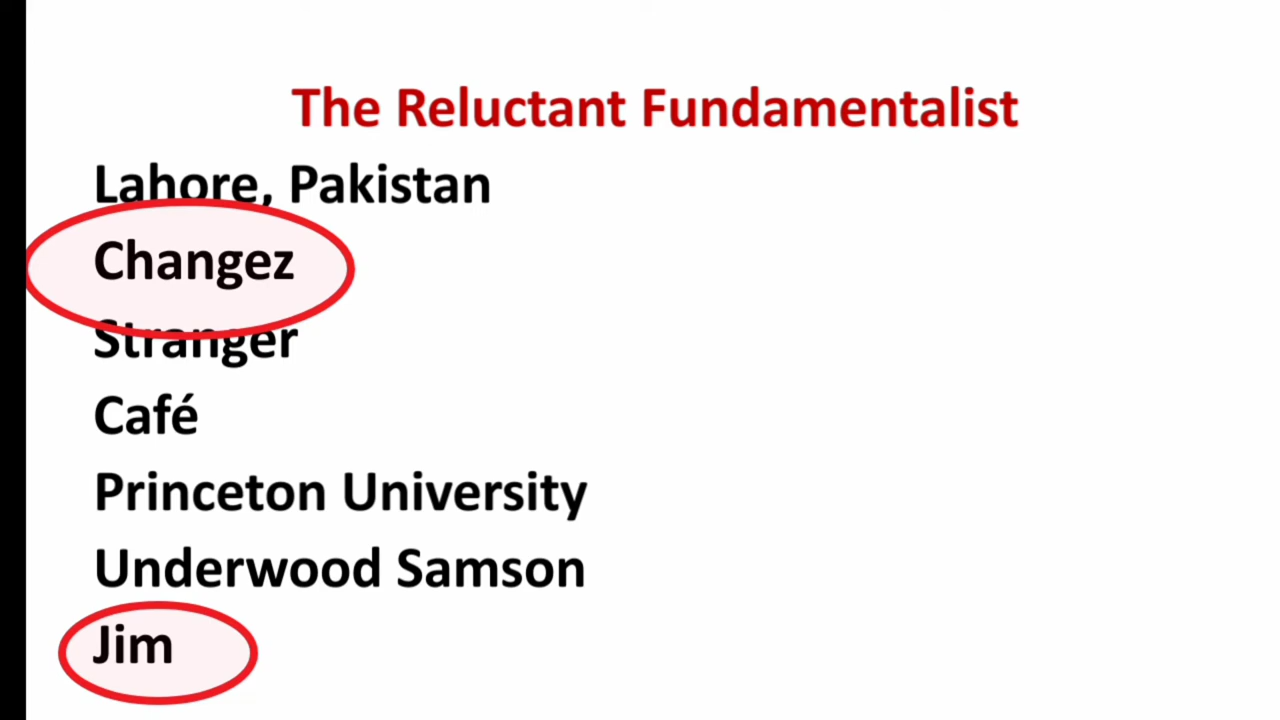 The Reluctant Fundamentalist
Lahore, Pakistan
Changez
Stranger
Café
Princeton University
Underwood Samson
Jim